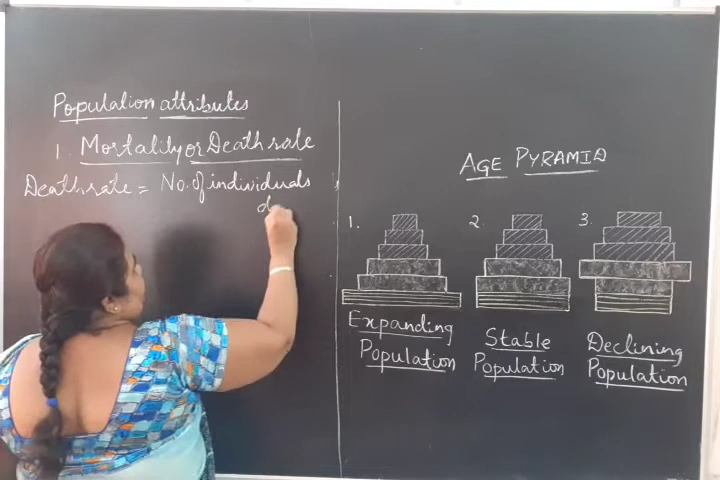 Population attributes
1. Mortality or Death rate
Death rate = No. of individuals
d
AGE PYRAMID
1.
2.
3.
Expanding
Population
Stable
Population
Declining
Population